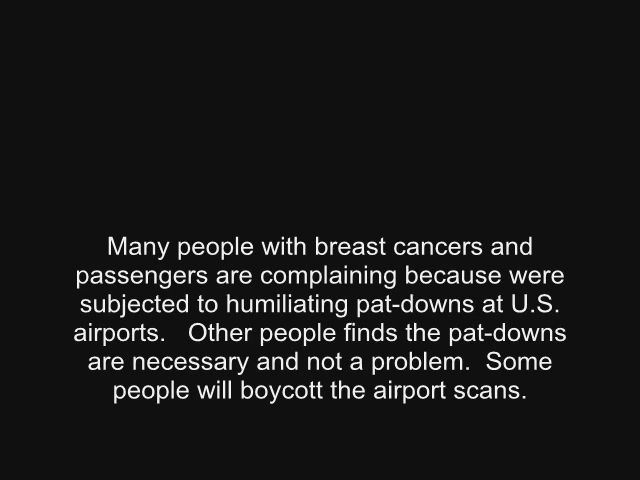 Many people with breast cancers and
passengers are complaining because were
subjected to humiliating pat-downs at U.S.
airports.   Other people finds the pat-downs
are necessary and not a problem.  Some
people will boycott the airport scans.